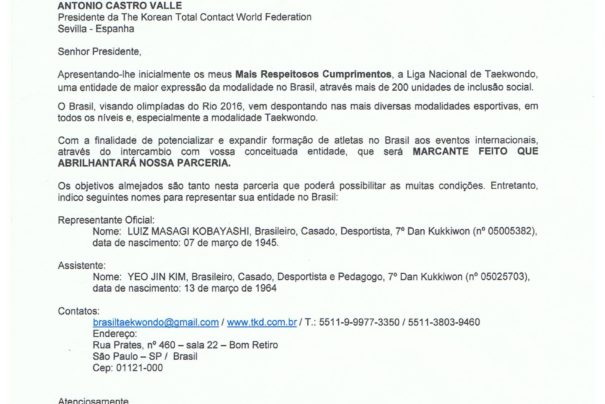 ANTONIO CASTRO VALLE
Presidente da The Korean Total Contact World Federation
Sevilla - Espanha
Senhor Presidente,
Apresentando-lhe inicialmente os meus Mais Respeitosos Cumprimentos, a Liga Nacional de Taekwondo,
uma entidade de maior expressão da modalidade no Brasil, através mais de 200 unidades de inclusão social.
O Brasil, visando olimpíadas do Rio 2016, vem despontando nas mais diversas modalidades esportivas, em
todos os níveis e, especialmente a modalidade Taekwondo.
Com a finalidade de potencializar e expandir formação de atletas no Brasil aos eventos internacionais,
através do intercambio com vossa conceituada entidade, que será MARCANTE FEITO QUE
ABRILHANTARÁ NOSSA PARCERIA.
Os objetivos almejados são tanto nesta parceria que poderá possibilitar as muitas condições. Entretanto,
indico seguintes nomes para representar sua entidade no Brasil:
Representante Oficial:
Nome: LUIZ MASAGI KOBAYASHI, Brasileiro, Casado, Desportista, 7º Dan Kukkiwon (nº 05005382),
data de nascimento: 07 de março de 1945.
Assistente:
Nome: YEO JIN KIM, Brasileiro, Casado, Desportista e Pedagogo, 7º Dan Kukkiwon (nº 05025703),
data de nascimento: 13 de março de 1964
Contatos:
brasiltaekwondo@gmail.com / www.tkd.com.br / T.: 5511-9-9977-3350 / 5511-3803-9460
Endereço:
Rua Prates, nº 460 – sala 22 – Bom Retiro
São Paulo – SP / Brasil
Cep: 01121-000
Atenciosamente